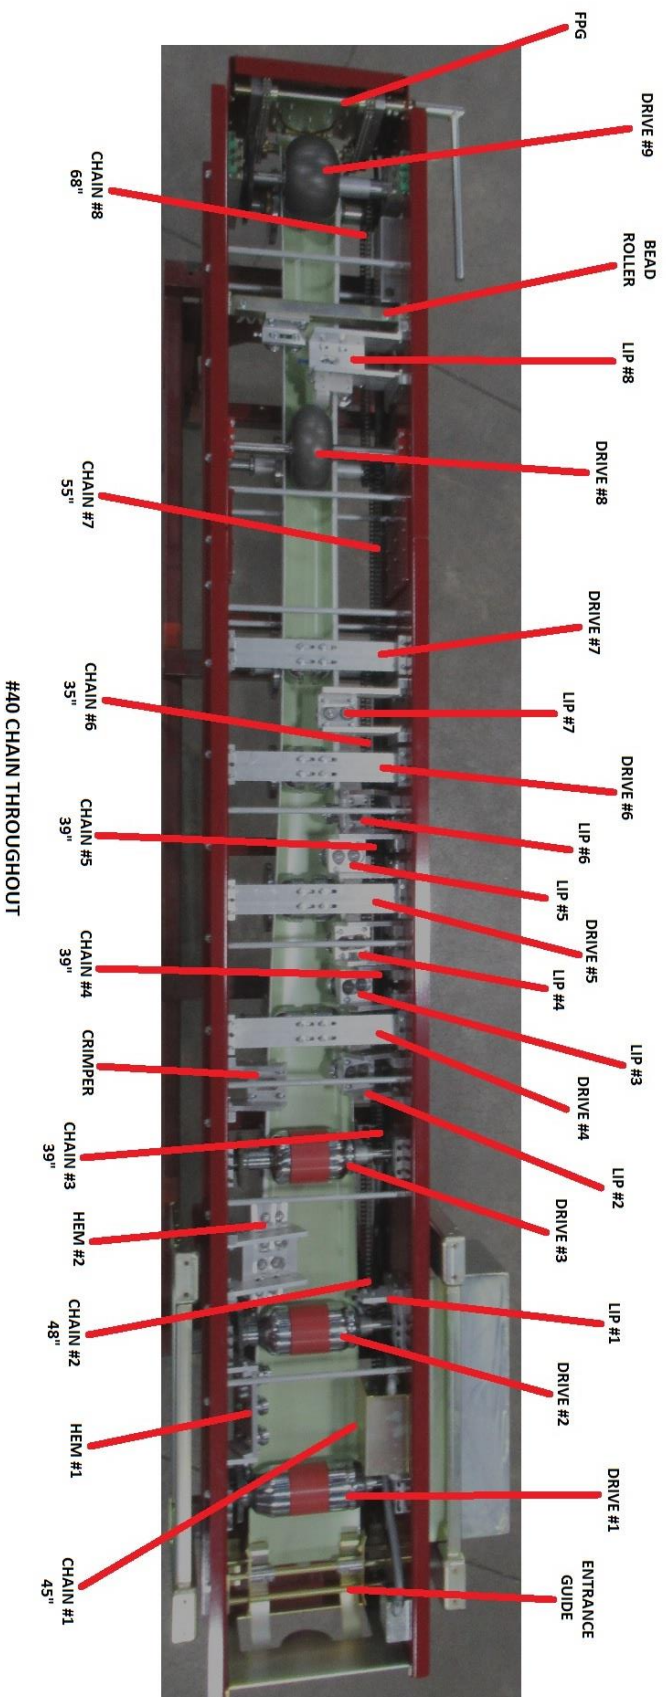 FPG
DRIVE #9
BEAD
ROLLER
LIP #8
DRIVE #8
DRIVE #7
LIP #7
DRIVE #6
LIP #6
LIP #5
DRIVE #5
LIP #4
LIP #3
DRIVE #4
LIP #2
DRIVE #3
LIP #1
DRIVE #2
DRIVE #1
ENTRANCE
GUIDE
CHAIN #8
68"
CHAIN #7
55"
CHAIN #6
35"
CHAIN #5
39"
CHAIN #4
39"
CRIMPER
CHAIN #3
39"
HEM #2
CHAIN #2
48"
HEM #1
CHAIN #1
45"
#40 CHAIN THROUGHOUT